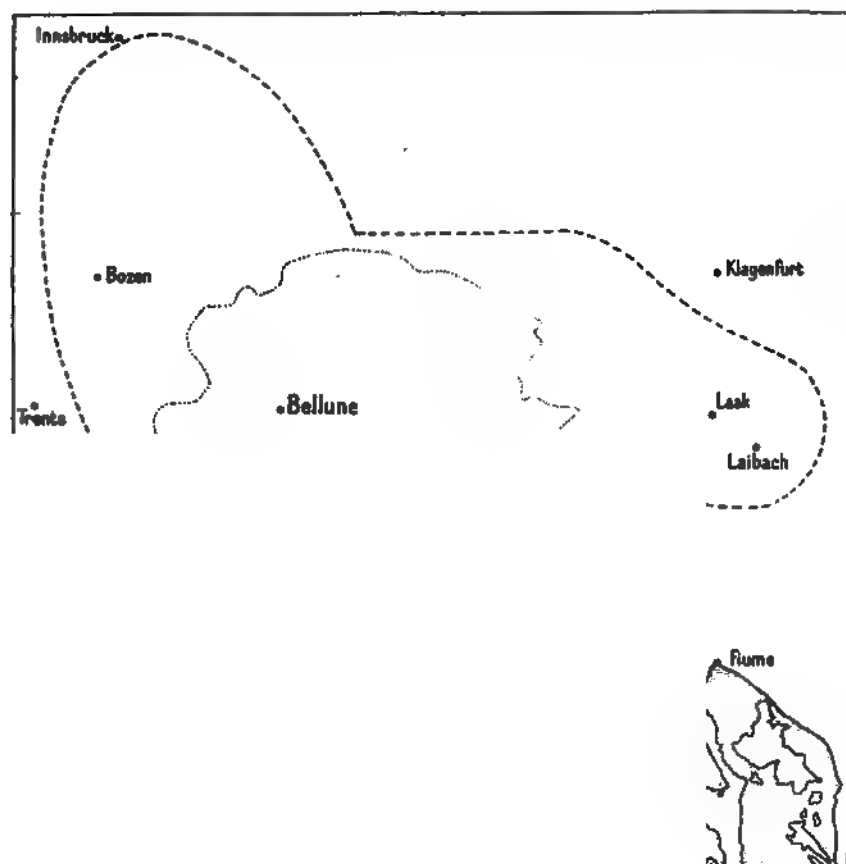 Innsbruck
Klagenfurt
Bozen
Bellune
Trente
Laak
Laibach
Fiume